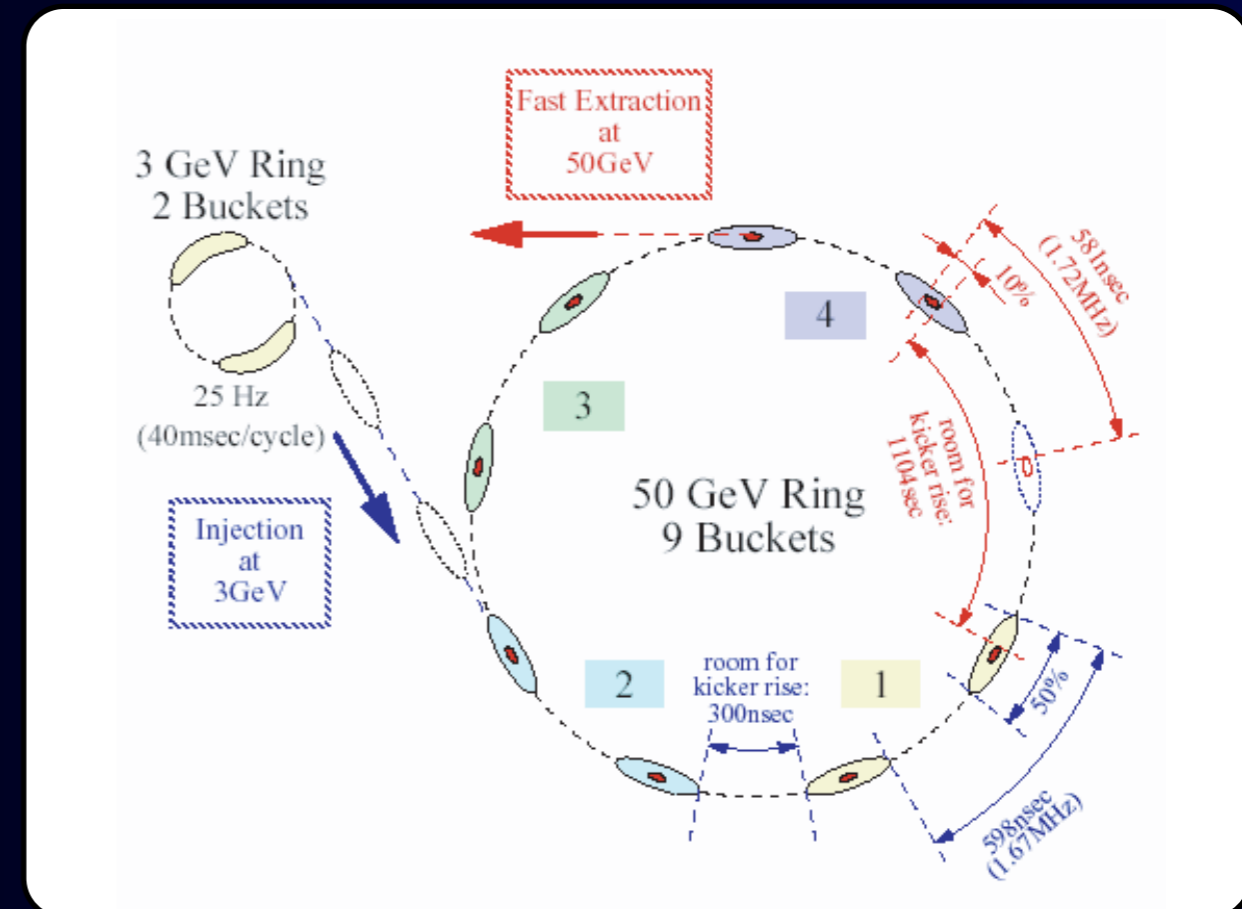 Fast Extraction
at
50GeV
3 GeV Ring
2 Buckets
25 Hz
(40msec/cycle)
Injection
at
3GeV
4
3
10%
581nsec
(1.72MHz)
room for
kicker rise:
1104sec
50 GeV Ring
9 Buckets
2
room for
kicker rise:
300nsec
1
50%
598nsec
(1.67MHz)